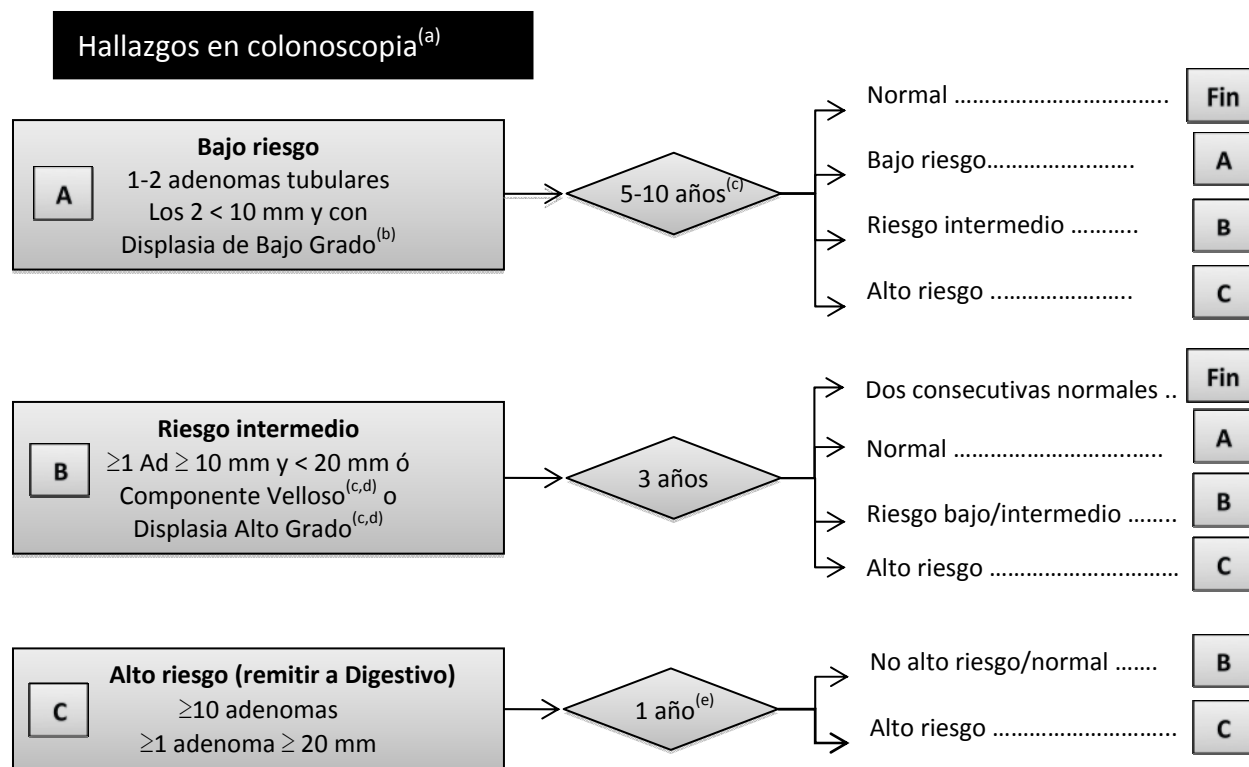 Hallazgos en colonoscopia(a)
A
Bajo riesgo
1-2 adenomas tubulares
Los 2 < 10 mm y con
Displasia de Bajo Grado(b)
5-10 años(c)
Normal ……………………………….. Fin
Bajo riesgo……………..……. A
Riesgo intermedio ……….. B
Alto riesgo ..………………….. C
B
Riesgo intermedio
≥1 Ad ≥ 10 mm y < 20 mm ó
Componente Velloso(c,d) o
Displasia Alto Grado(c,d)
3 años
Dos consecutivas normales .. Fin
Normal ………………………..…... A
Riesgo bajo/intermedio …….. B
Alto riesgo …………………….……… C
C
Alto riesgo (remitir a Digestivo)
≥10 adenomas
≥1 adenoma ≥ 20 mm
1 año(e)
No alto riesgo/normal ……. B
Alto riesgo ………………………... C